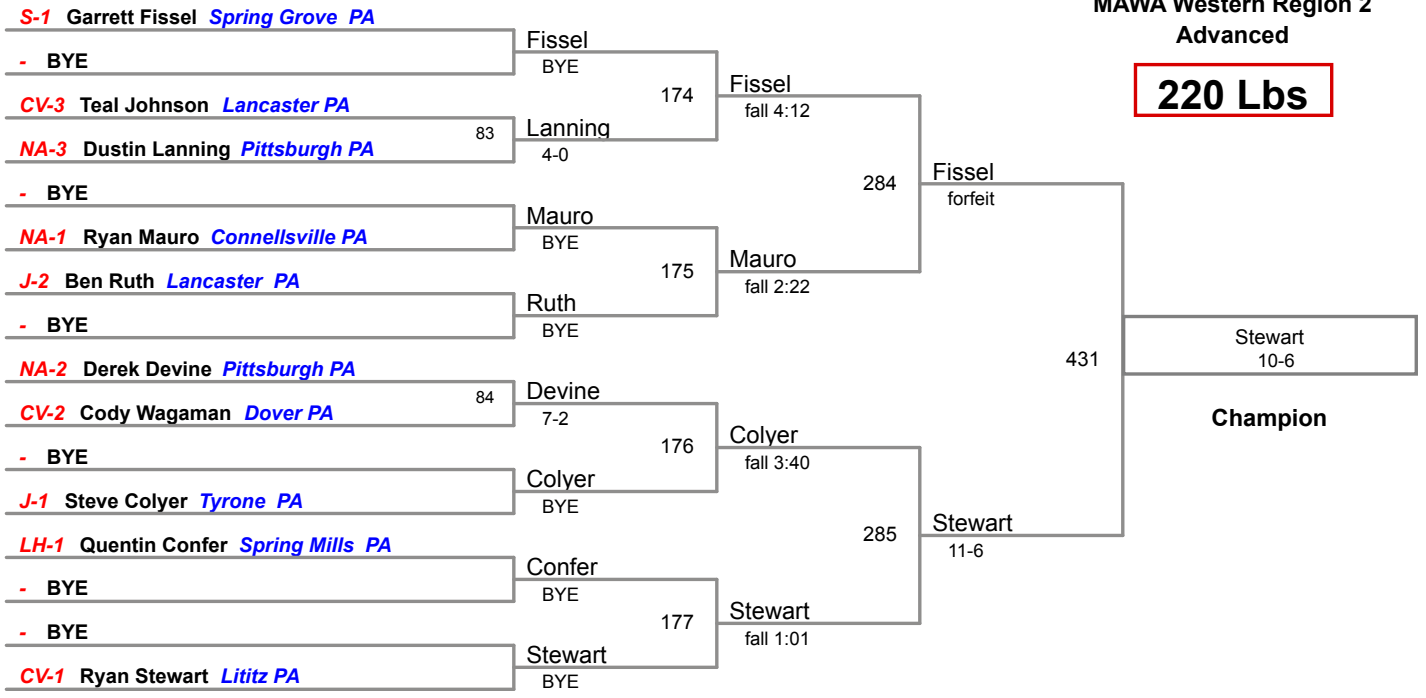 MAWA Western Region 2
Advanced
220 Lbs
S-1 Garrett Fissel Spring Grove PA
- BYE
CV-3 Teal Johnson Lancaster PA
NA-3 Dustin Lanning Pittsburgh PA
- BYE
NA-1 Ryan Mauro Connellsville PA
J-2 Ben Ruth Lancaster PA
- BYE
NA-2 Derek Devine Pittsburgh PA
CV-2 Cody Wagaman Dover PA
- BYE
J-1 Steve Colyer Tyrone PA
LH-1 Quentin Confer Spring Mills PA
- BYE
- BYE
CV-1 Ryan Stewart Lititz PA
83
84
Fissel
BYE
Lanning
4-0
Mauro
BYE
Ruth
BYE
Devine
7-2
Colyer
BYE
Confer
BYE
Stewart
BYE
174
175
176
177
Fissel
fall 4:12
Mauro
fall 2:22
Colyer
fall 3:40
Stewart
fall 1:01
284
285
Fissel
forfeit
Stewart
11-6
431
Stewart
10-6
Champion